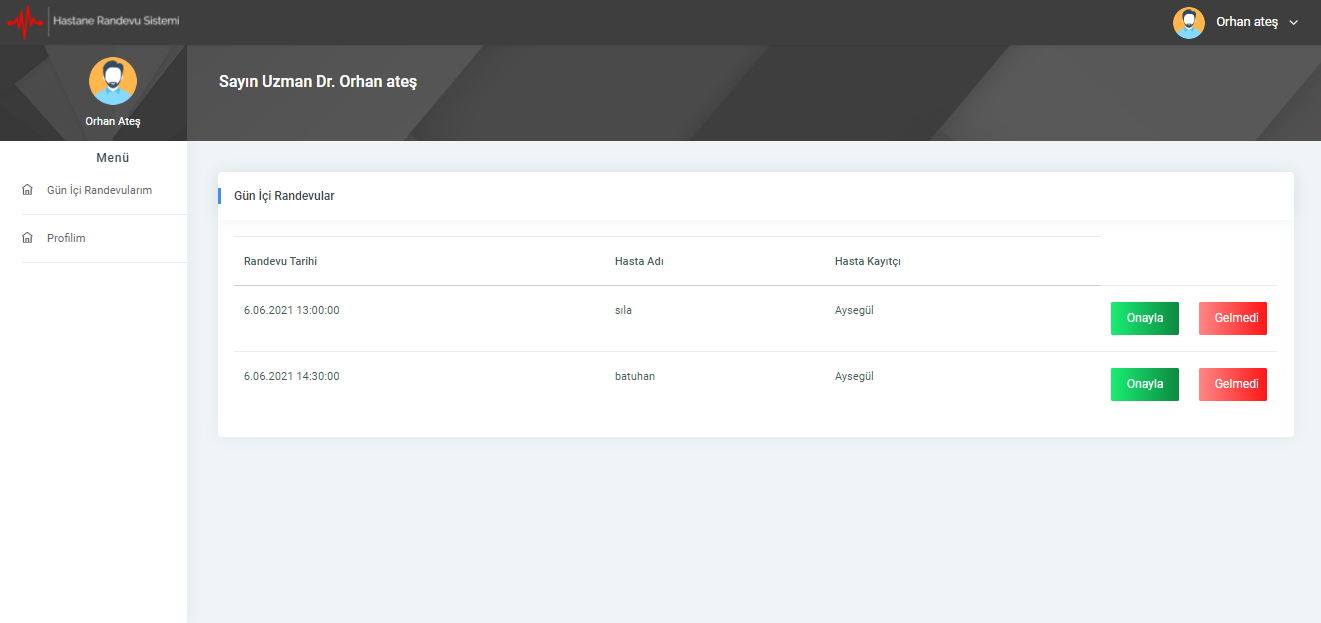 Hastane Randevu Sistemi
Orhan ateş
Orhan Ateş
Sayın Uzman Dr. Orhan ateş
Menü
Gün İçi Randevularım
Profilim
Gün İçi Randevular
Randevu Tarihi Hasta Adı Hasta Kayıtçı
6.06.2021 13:00:00 sıla Aysegül Onayla Gelmedi
6.06.2021 14:30:00 batuhan Aysegül Onayla Gelmedi